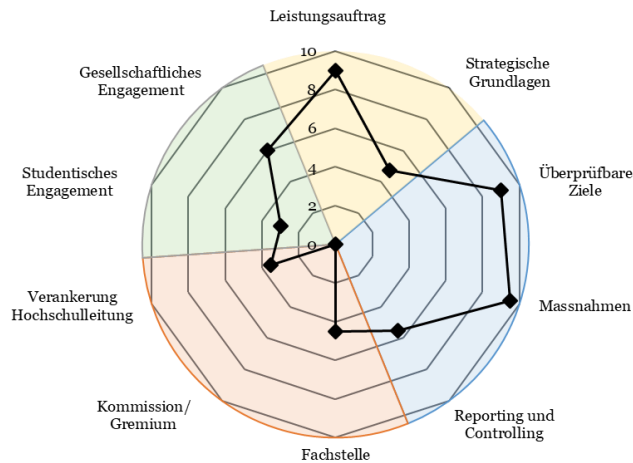 Leistungsauftrag
Strategische
Grundlagen
Überprüfbare
Ziele
Massnahmen
Reporting und
Controlling
Fachstelle
Kommission/
Gremium
Verankerung
Hochschulleitung
Studentisches
Engagement
Gesellschaftliches
Engagement
10
8
6
4
2
0